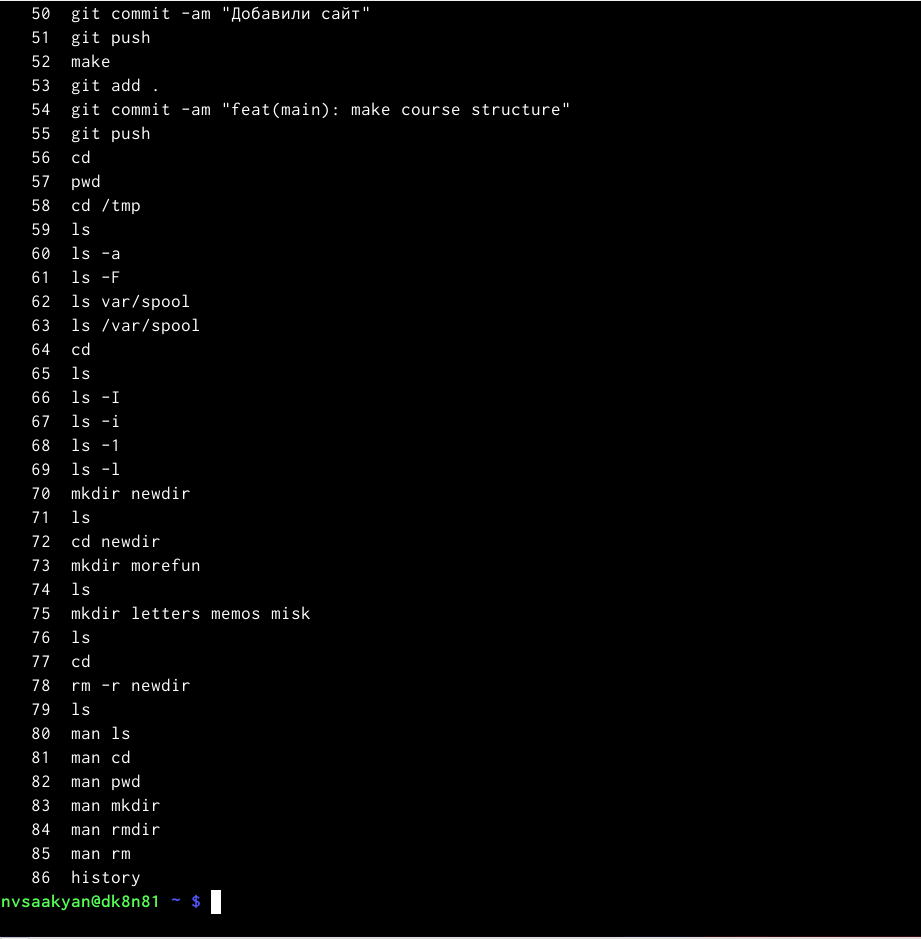 50 git commit -am "Добавили сайт"
51 git push
52 make
53 git add .
54 git commit -am "feat(main): make course structure"
55 git push
56 cd
57 pwd
58 cd /tmp
59 ls
60 ls -a
61 ls -F
62 ls var/spool
63 ls /var/spool
64 cd
65 ls
66 ls -I
67 ls -i
68 ls -1
69 ls -l
70 mkdir newdir
71 ls
72 cd newdir
73 mkdir morefun
74 ls
75 mkdir letters memos misk
76 ls
77 cd
78 rm -r newdir
79 ls
80 man ls
81 man cd
82 man pwd
83 man mkdir
84 man rmdir
85 man rm
86 history
nvsaakyan@dk8n81 ~ $